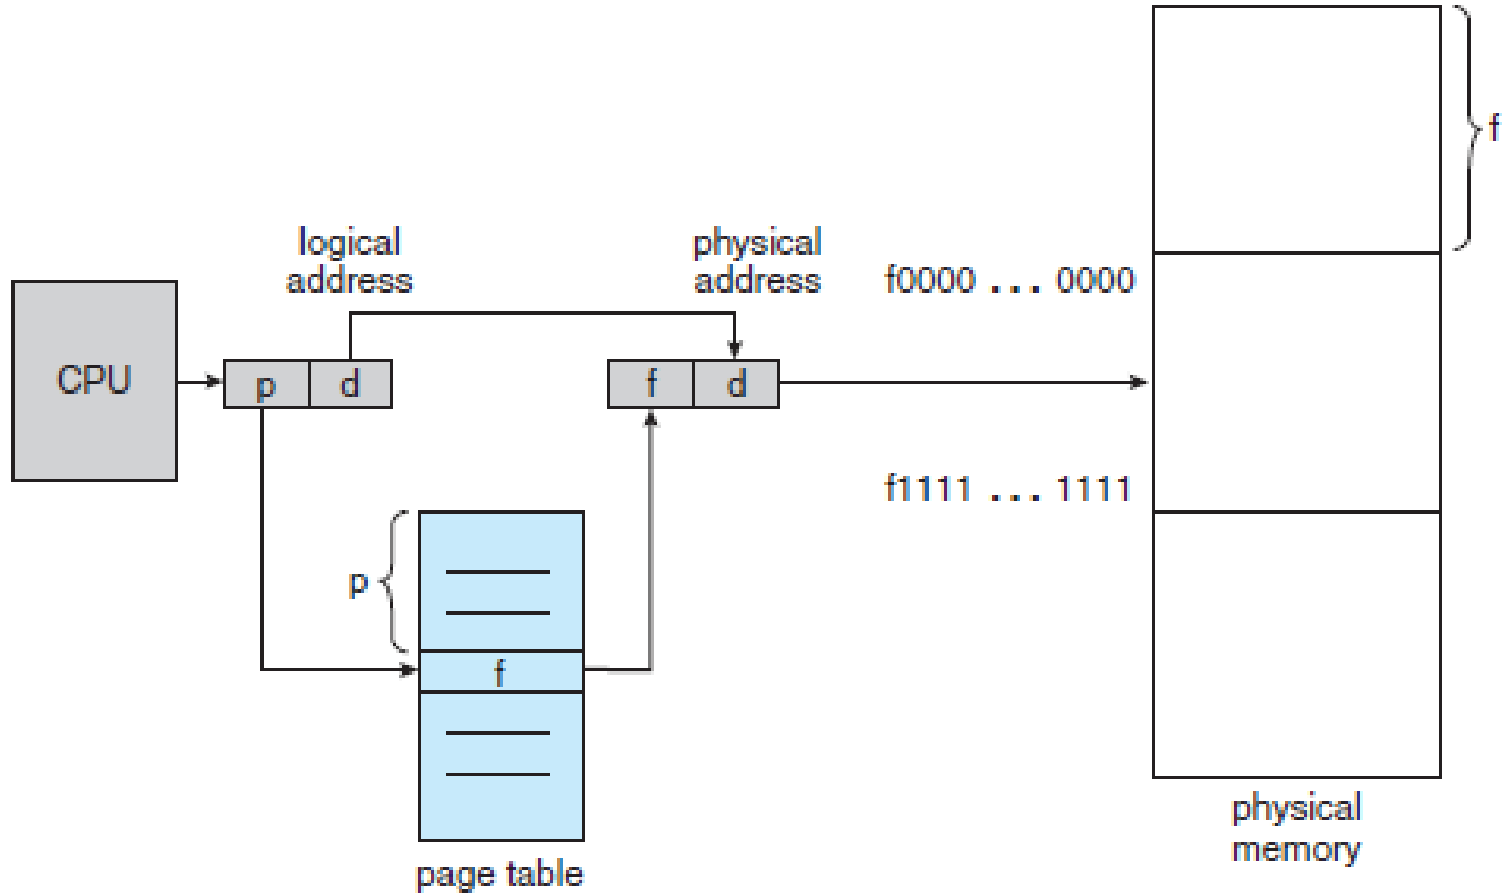 f
logical
address
physical
address
f0000 ... 0000
CPU
p
d
f
d
f1111 ... 1111
p
f
physical
memory
page table